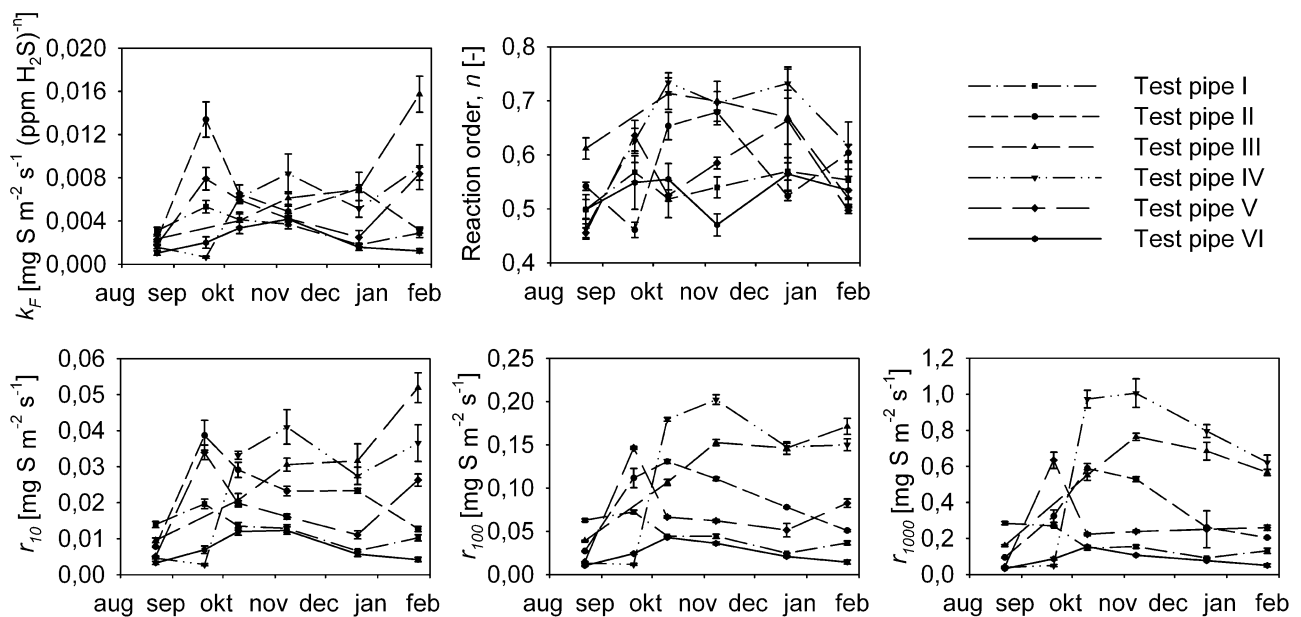 k_F [mg S m⁻² s⁻¹ (ppm H₂S)⁻ⁿ]
0,020
0,016
0,012
0,008
0,004
0,000
aug sep okt nov dec jan feb
Reaction order, n [-]
0,8
0,7
0,6
0,5
0,4
aug sep okt nov dec jan feb
Test pipe I
Test pipe II
Test pipe III
Test pipe IV
Test pipe V
Test pipe VI
r₁₀ [mg S m⁻² s⁻¹]
0,06
0,05
0,04
0,03
0,02
0,01
0,00
aug sep okt nov dec jan feb
r₁₀₀ [mg S m⁻² s⁻¹]
0,25
0,20
0,15
0,10
0,05
0,00
aug sep okt nov dec jan feb
r₁₀₀₀ [mg S m⁻² s⁻¹]
1,2
1,0
0,8
0,6
0,4
0,2
0,0
aug sep okt nov dec jan feb